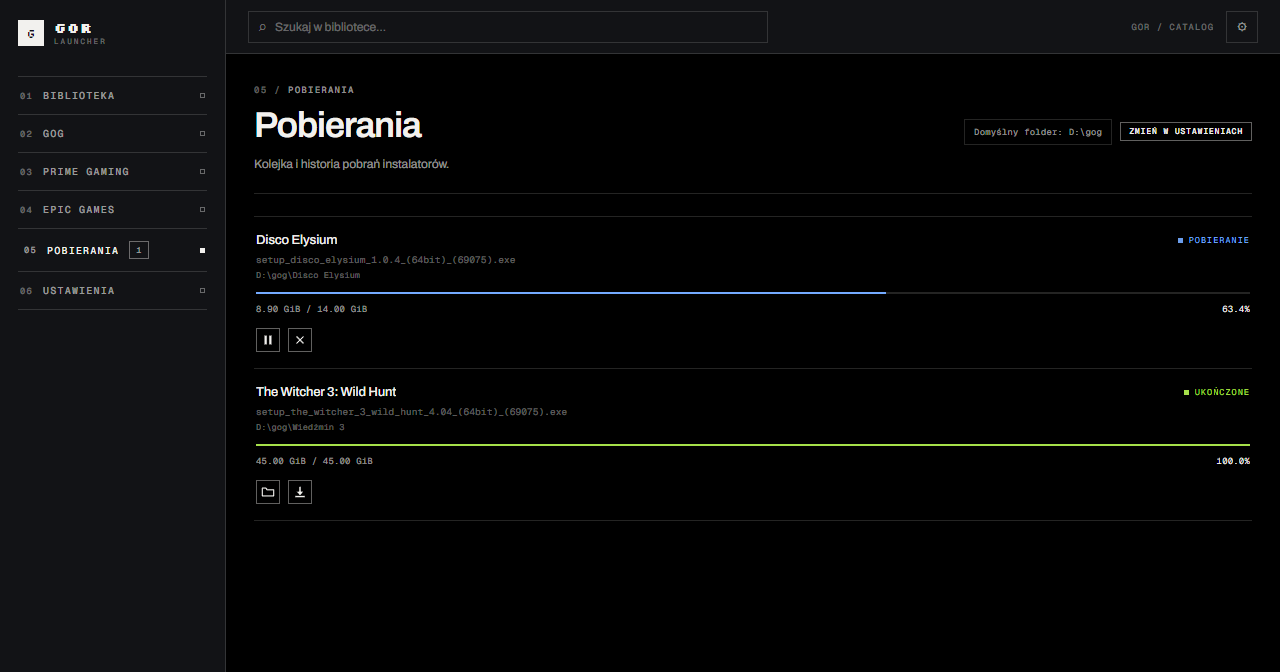 G
GOR
LAUNCHER
01 BIBLIOTEKA
02 GOG
03 PRIME GAMING
04 EPIC GAMES
05 POBIERANIA 1
06 USTAWIENIA
Szukaj w bibliotece...
GOR / CATALOG
05 / POBIERANIA
Pobierania
Kolejka i historia pobrań instalatorów.
Domyślny folder: D:\gog
ZMIEŃ W USTAWIENIACH
Disco Elysium
POBIERANIE
setup_disco_elysium_1.0.4_(64bit)_(69075).exe
D:\gog\Disco Elysium
8.90 GiB / 14.00 GiB
63.4%
The Witcher 3: Wild Hunt
UKOŃCZONE
setup_the_witcher_3_wild_hunt_4.04_(64bit)_(69075).exe
D:\gog\Wiedźmin 3
45.00 GiB / 45.00 GiB
100.0%